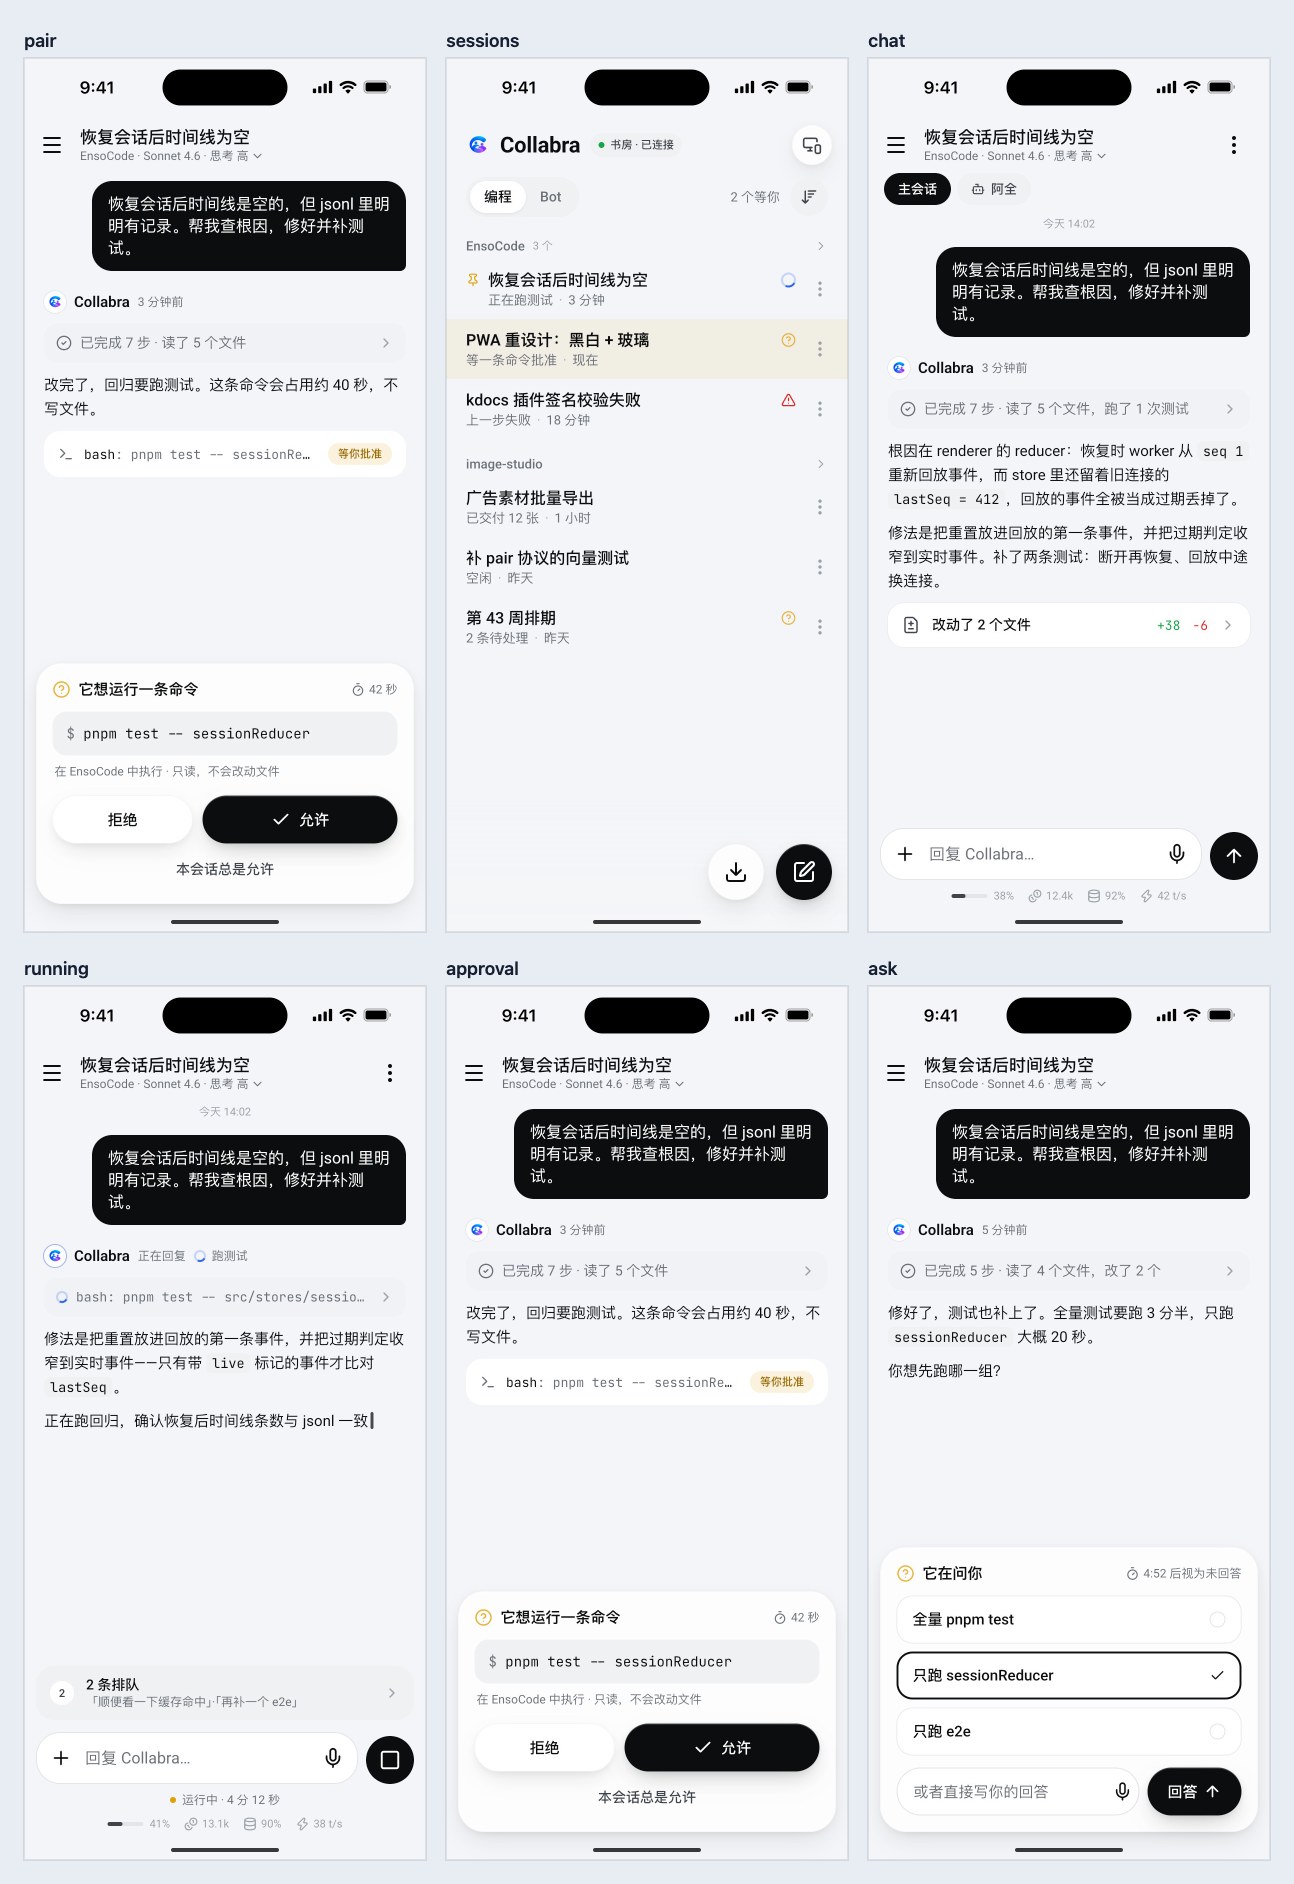 pair
9:41
恢复会话后时间线为空
EnsoCode · Sonnet 4.6 · 思考 高
恢复会话后时间线是空的，但 jsonl 里明
明有记录。帮我查根因，修好并补测
试。
Collabra 3 分钟前
已完成 7 步 · 读了 5 个文件
改完了，回归要跑测试。这条命令会占用约 40 秒，不
写文件。
bash: pnpm test -- sessionRe… 等你批准
它想运行一条命令 42 秒
$ pnpm test -- sessionReducer
在 EnsoCode 中执行 · 只读，不会改动文件
拒绝 允许
本会话总是允许
sessions
9:41
Collabra 书房 · 已连接
编程 Bot 2 个等你
EnsoCode 3 个
恢复会话后时间线为空
正在跑测试 · 3 分钟
PWA 重设计：黑白 + 玻璃
等一条命令批准 · 现在
kdocs 插件签名校验失败
上一步失败 · 18 分钟
image-studio
广告素材批量导出
已交付 12 张 · 1 小时
补 pair 协议的向量测试
空闲 · 昨天
第 43 周排期
2 条待处理 · 昨天
chat
9:41
恢复会话后时间线为空
EnsoCode · Sonnet 4.6 · 思考 高
主会话 阿全
今天 14:02
恢复会话后时间线是空的，但 jsonl 里明
明有记录。帮我查根因，修好并补测
试。
Collabra 3 分钟前
已完成 7 步 · 读了 5 个文件，跑了 1 次测试
根因在 renderer 的 reducer：恢复时 worker 从 seq 1
重新回放事件，而 store 里还留着旧连接的
lastSeq = 412，回放的事件全被当成过期丢掉了。
修法是把重置放进回放的第一条事件，并把过期判定收
窄到实时事件。补了两条测试：断开再恢复、回放中途
换连接。
改动了 2 个文件 +38 -6
回复 Collabra…
38% 12.4k 92% 42 t/s
running
9:41
恢复会话后时间线为空
EnsoCode · Sonnet 4.6 · 思考 高
今天 14:02
恢复会话后时间线是空的，但 jsonl 里明
明有记录。帮我查根因，修好并补测
试。
Collabra 正在回复 跑测试
bash: pnpm test -- src/stores/sessio…
修法是把重置放进回放的第一条事件，并把过期判定收
窄到实时事件——只有带 live 标记的事件才比对
lastSeq。
正在跑回归，确认恢复后时间线条数与 jsonl 一致
2 2 条排队
「顺便看一下缓存命中」·「再补一个 e2e」
回复 Collabra…
运行中 · 4 分 12 秒
41% 13.1k 90% 38 t/s
approval
9:41
恢复会话后时间线为空
EnsoCode · Sonnet 4.6 · 思考 高
恢复会话后时间线是空的，但 jsonl 里明
明有记录。帮我查根因，修好并补测
试。
Collabra 3 分钟前
已完成 7 步 · 读了 5 个文件
改完了，回归要跑测试。这条命令会占用约 40 秒，不
写文件。
bash: pnpm test -- sessionRe… 等你批准
它想运行一条命令 42 秒
$ pnpm test -- sessionReducer
在 EnsoCode 中执行 · 只读，不会改动文件
拒绝 允许
本会话总是允许
ask
9:41
恢复会话后时间线为空
EnsoCode · Sonnet 4.6 · 思考 高
恢复会话后时间线是空的，但 jsonl 里明
明有记录。帮我查根因，修好并补测
试。
Collabra 5 分钟前
已完成 5 步 · 读了 4 个文件，改了 2 个
修好了，测试也补上了。全量测试要跑 3 分半，只跑
sessionReducer 大概 20 秒。
你想先跑哪一组？
它在问你 4:52 后视为未回答
全量 pnpm test
只跑 sessionReducer
只跑 e2e
或者直接写你的回答 回答